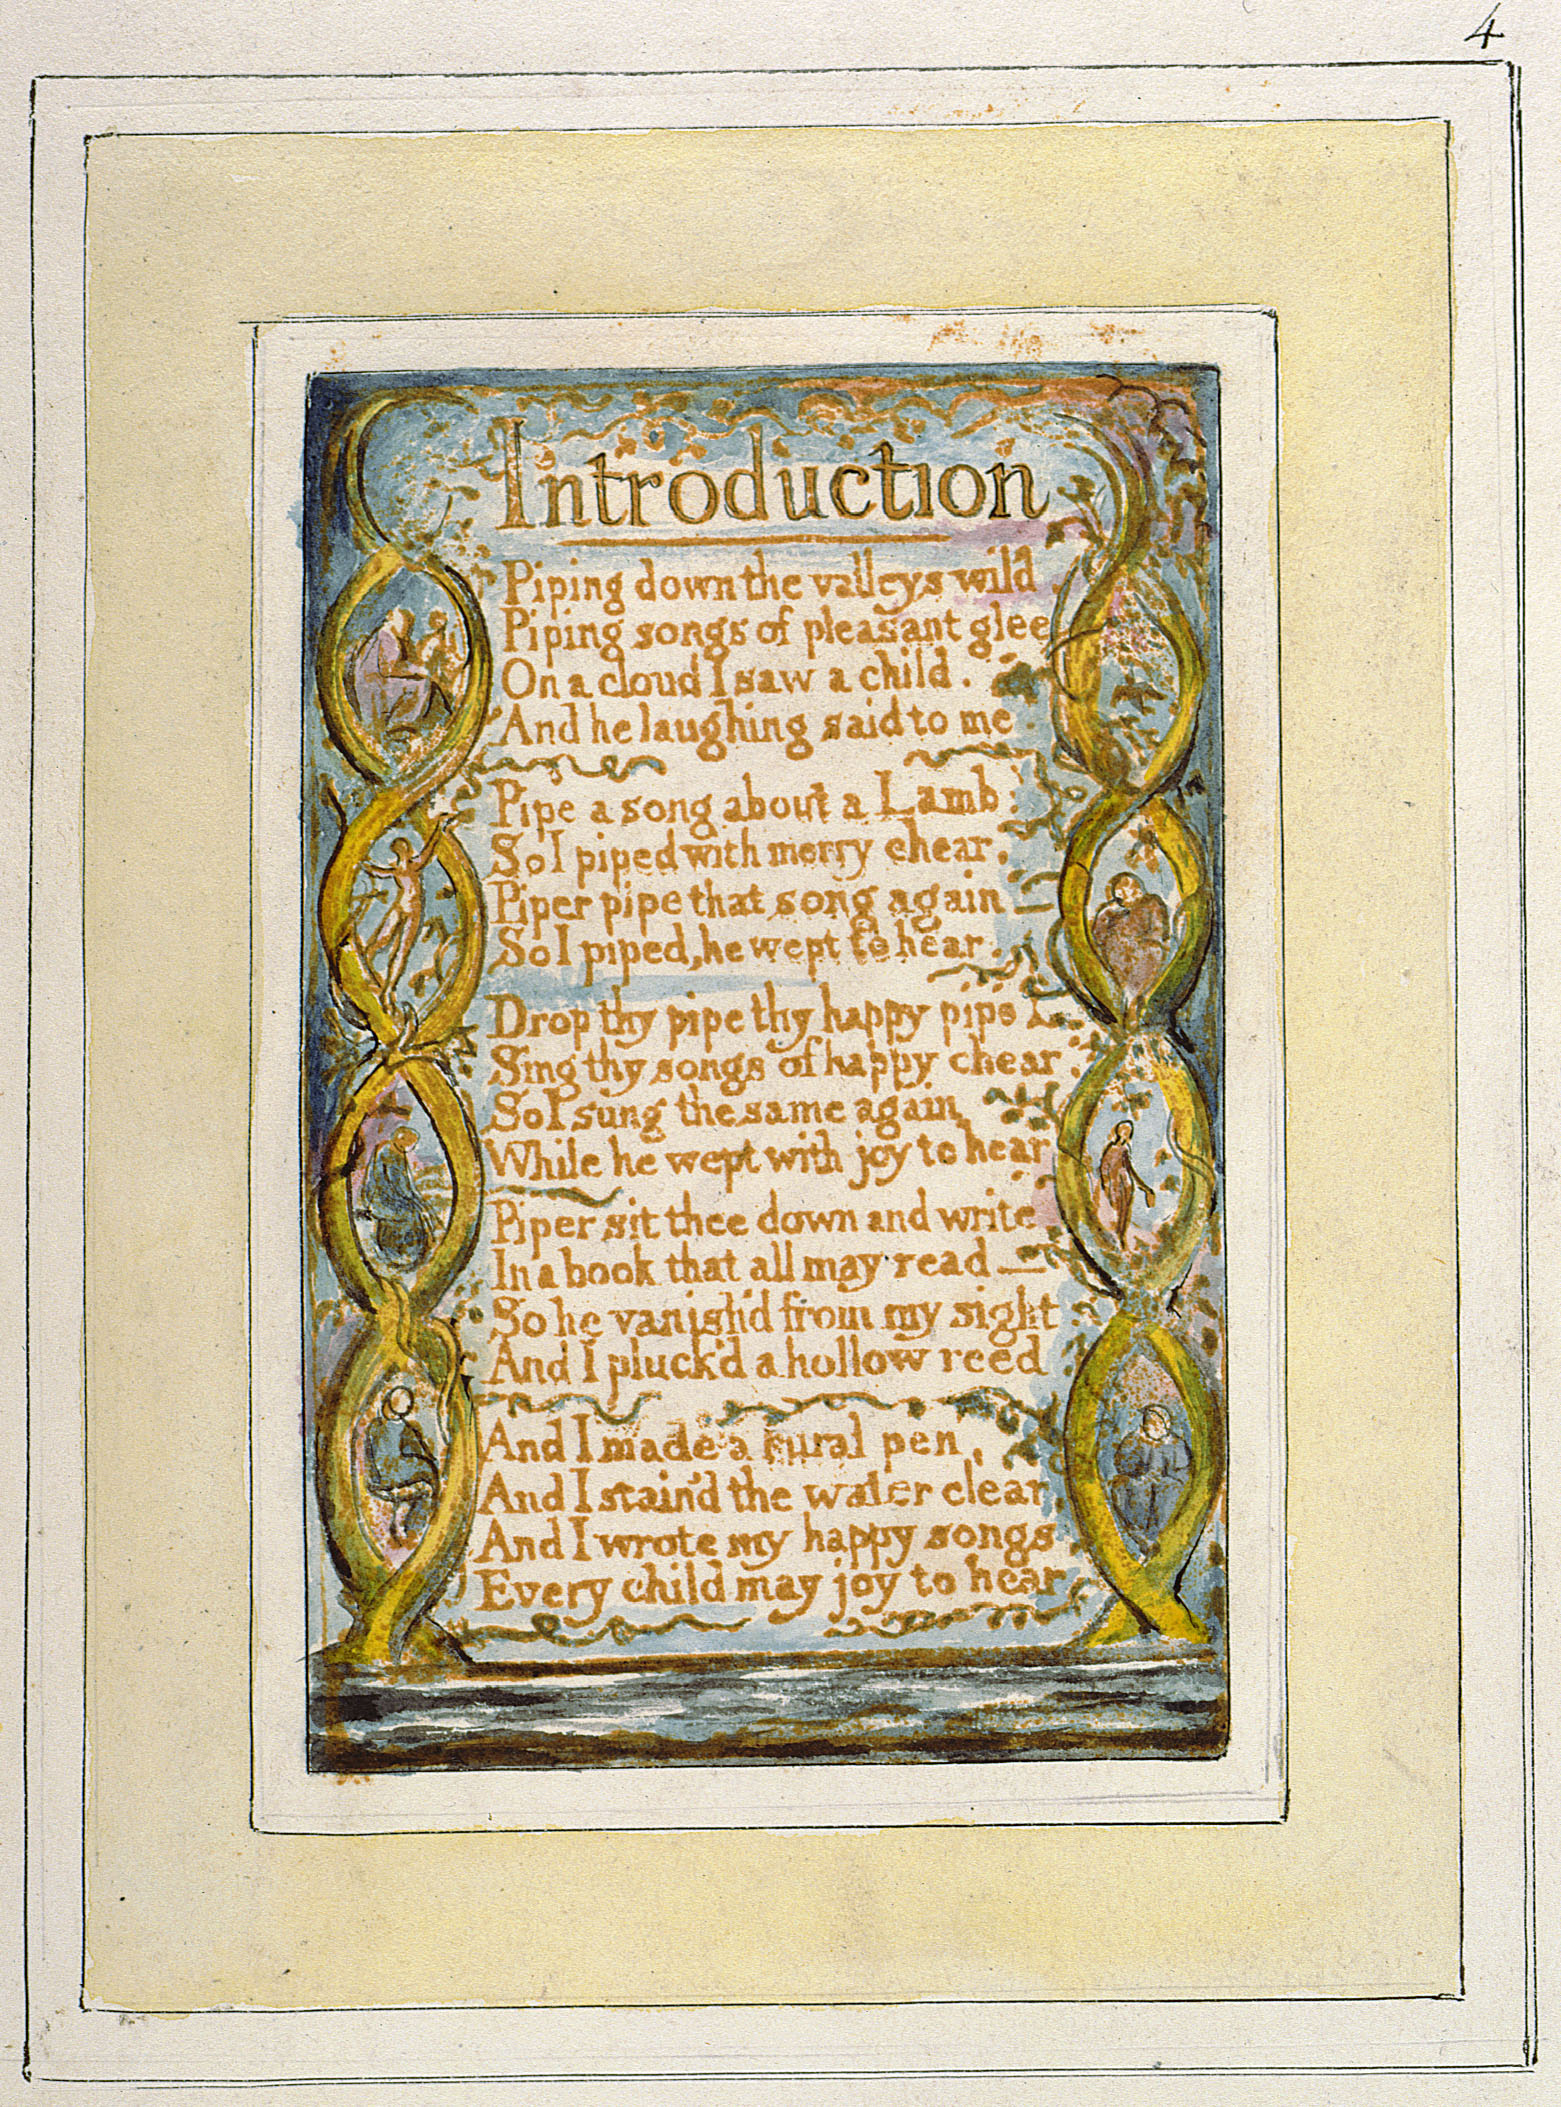 4
Introduction
Piping down the valleys wild
Piping songs of pleasant glee
On a cloud I saw a child.
And he laughing said to me
Pipe a song about a Lamb:
So I piped with merry chear,
Piper pipe that song again—
So I piped, he wept to hear.
Drop thy pipe thy happy pipe
Sing thy songs of happy chear,
So I sung the same again
While he wept with joy to hear
Piper sit thee down and write
In a book that all may read—
So he vanish'd from my sight
And I pluck'd a hollow reed
And I made a rural pen,
And I stain'd the water clear,
And I wrote my happy songs
Every child may joy to hear